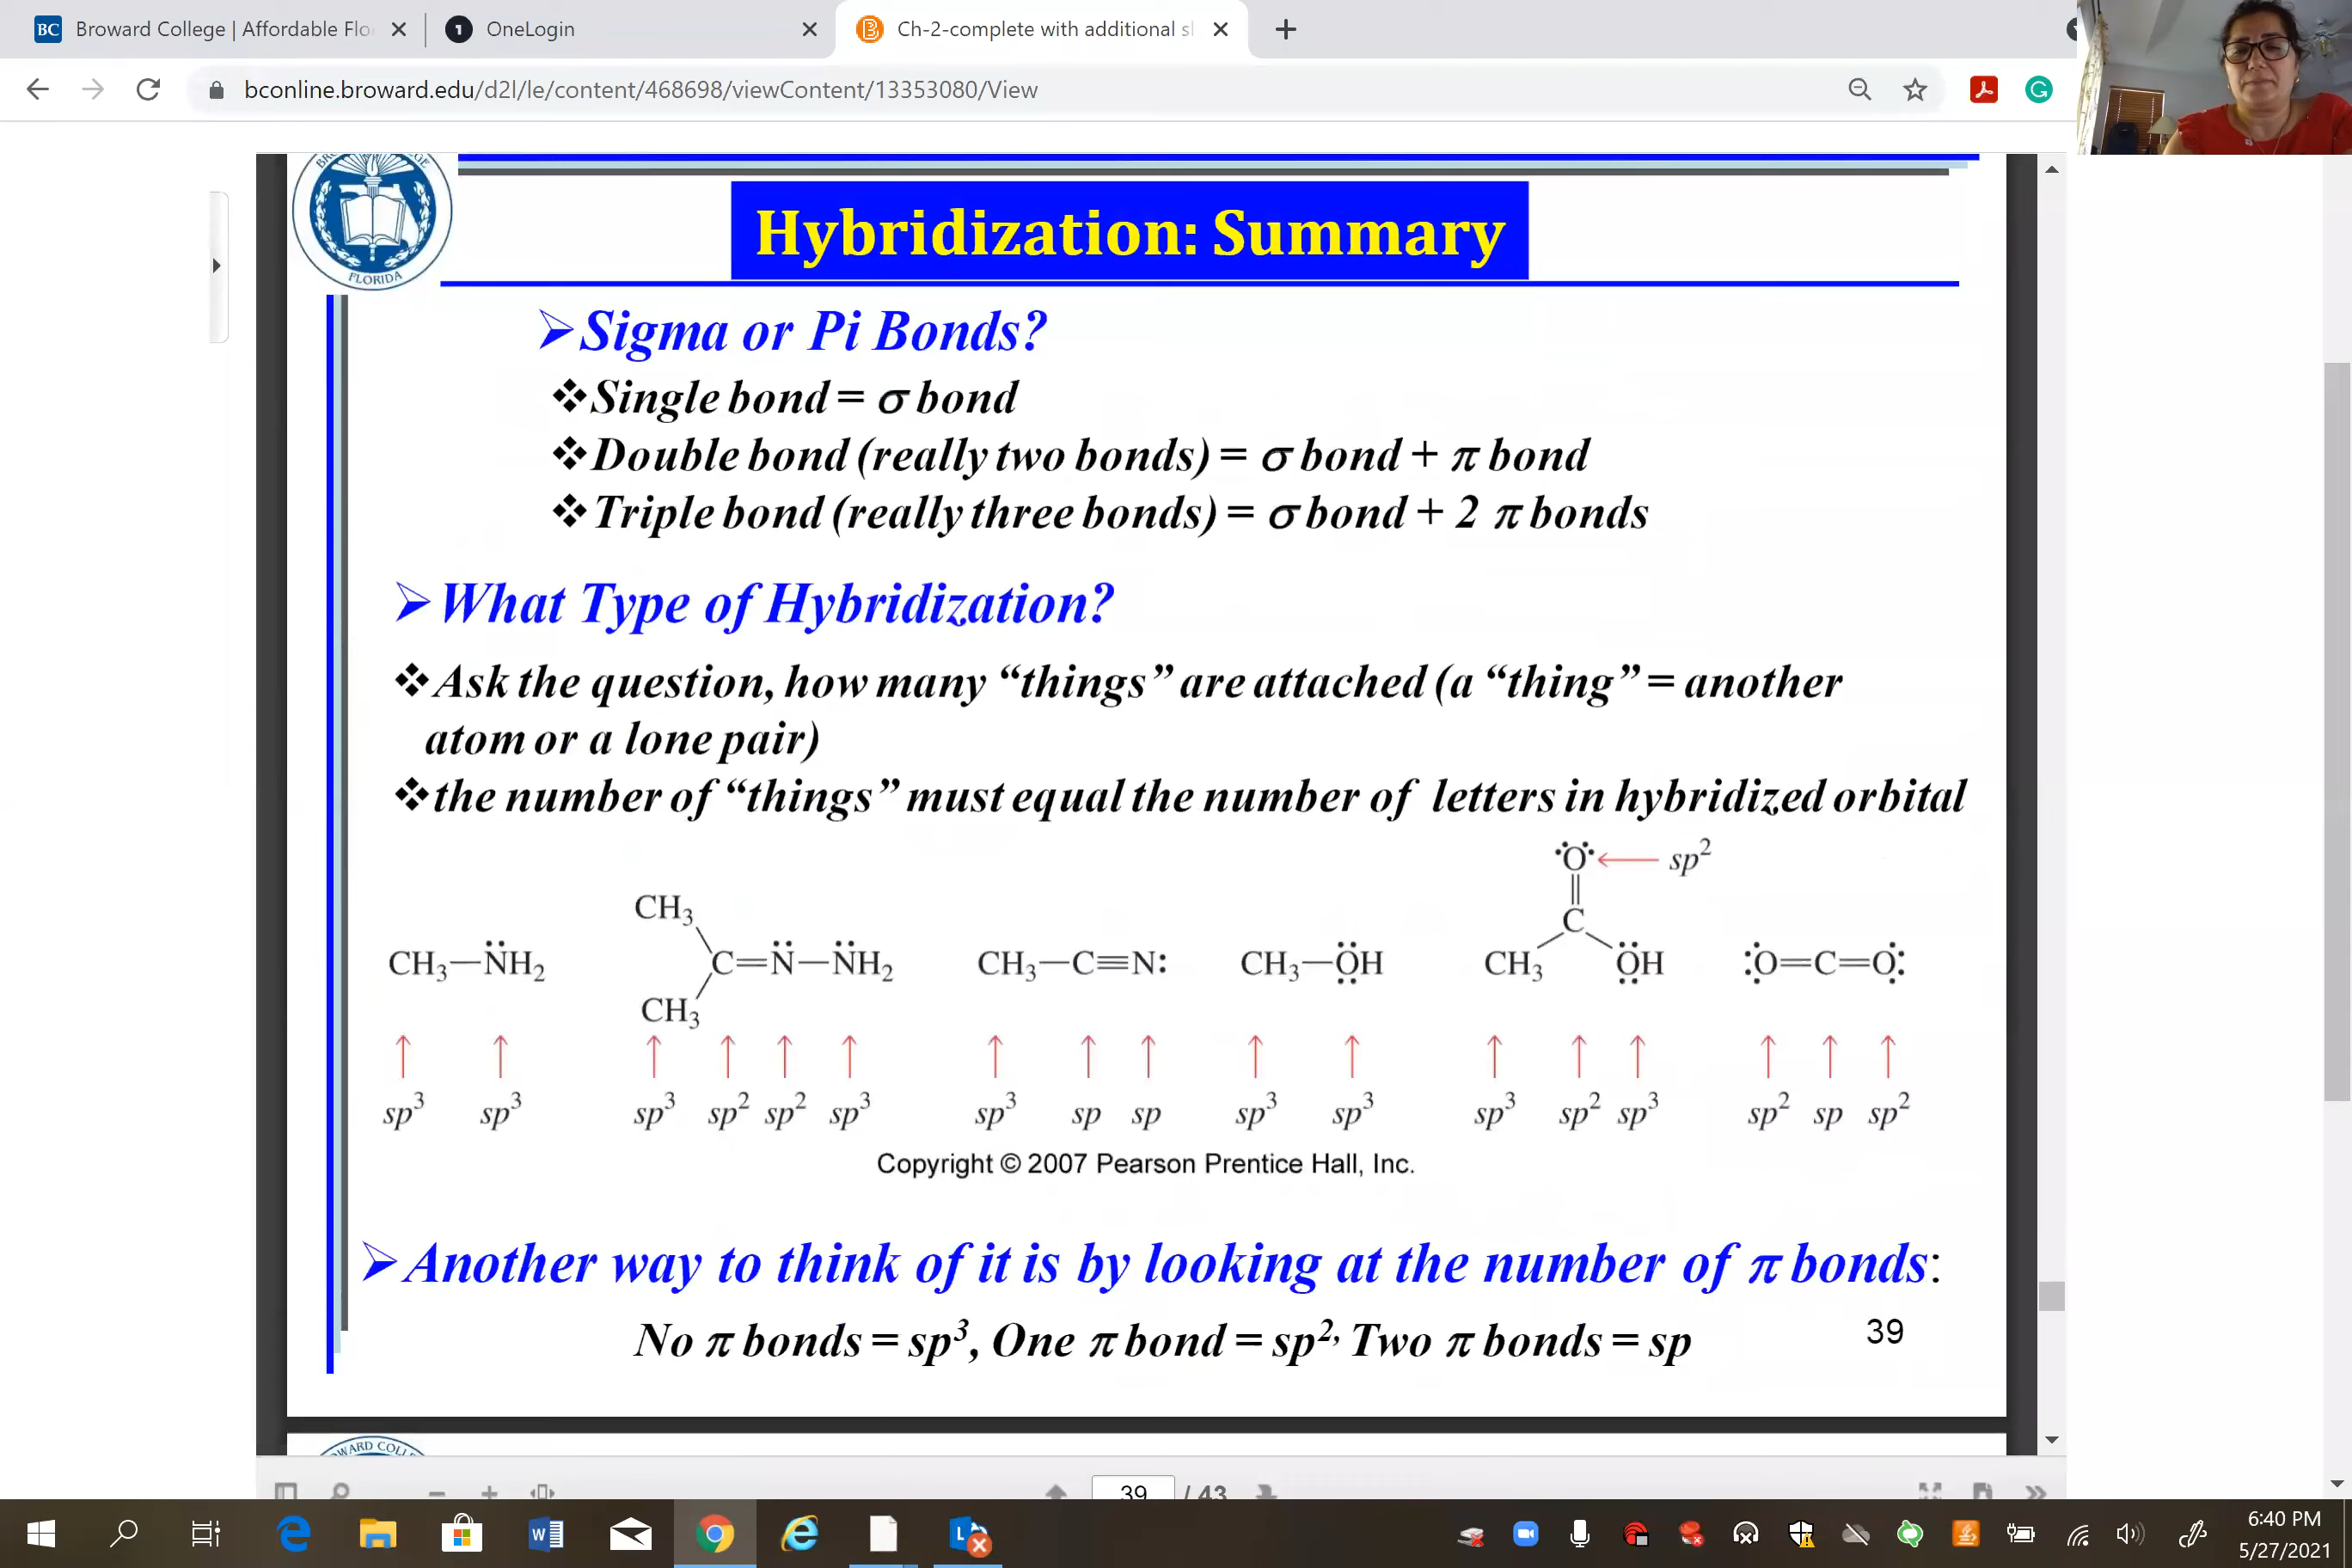 Broward College | Affordable Flo
OneLogin
Ch-2-complete with additional sl
bconline.broward.edu/d2l/le/content/468698/viewContent/13353080/View
FLORIDA
Hybridization: Summary
➢Sigma or Pi Bonds?
❖Single bond = σ bond
❖Double bond (really two bonds) = σ bond + π bond
❖Triple bond (really three bonds) = σ bond + 2 π bonds
➢What Type of Hybridization?
❖Ask the question, how many “things” are attached (a “thing” = another
atom or a lone pair)
❖the number of “things” must equal the number of letters in hybridized orbital
:O: ← sp²
CH₃ C
CH₃—N̈H₂ C=N̈—N̈H₂ CH₃—C≡N: CH₃—ÖH CH₃ ÖH :O=C=O:
CH₃
sp³ sp³ sp³ sp² sp² sp³ sp³ sp sp sp³ sp³ sp³ sp² sp³ sp² sp sp²
Copyright © 2007 Pearson Prentice Hall, Inc.
➢Another way to think of it is by looking at the number of π bonds:
No π bonds = sp³, One π bond = sp², Two π bonds = sp
39
WARD COLL
39 / 43
6:40 PM
5/27/2021